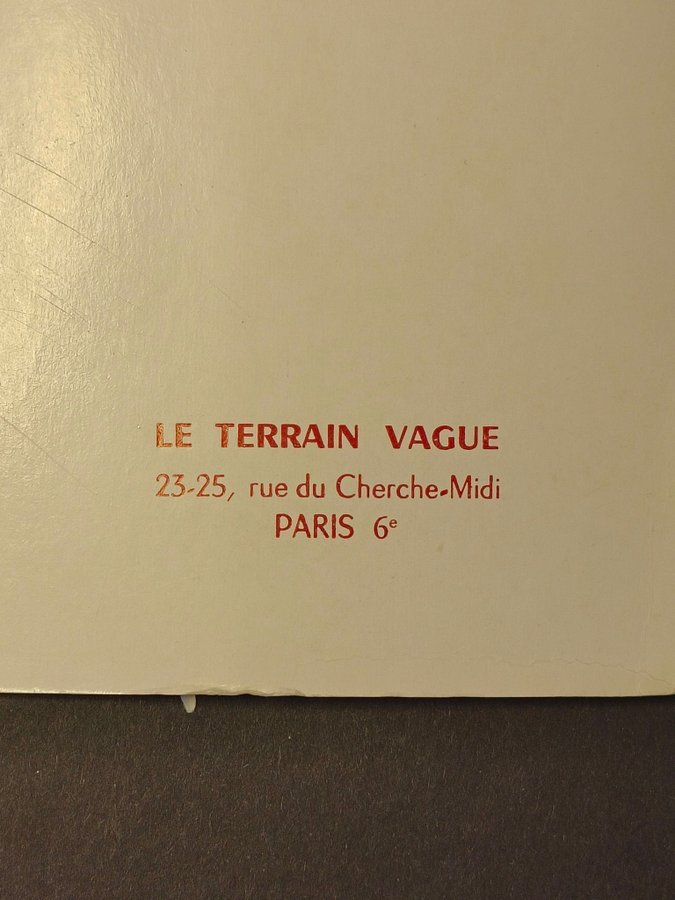 LE TERRAIN VAGUE
23-25, rue du Cherche-Midi
PARIS 6e